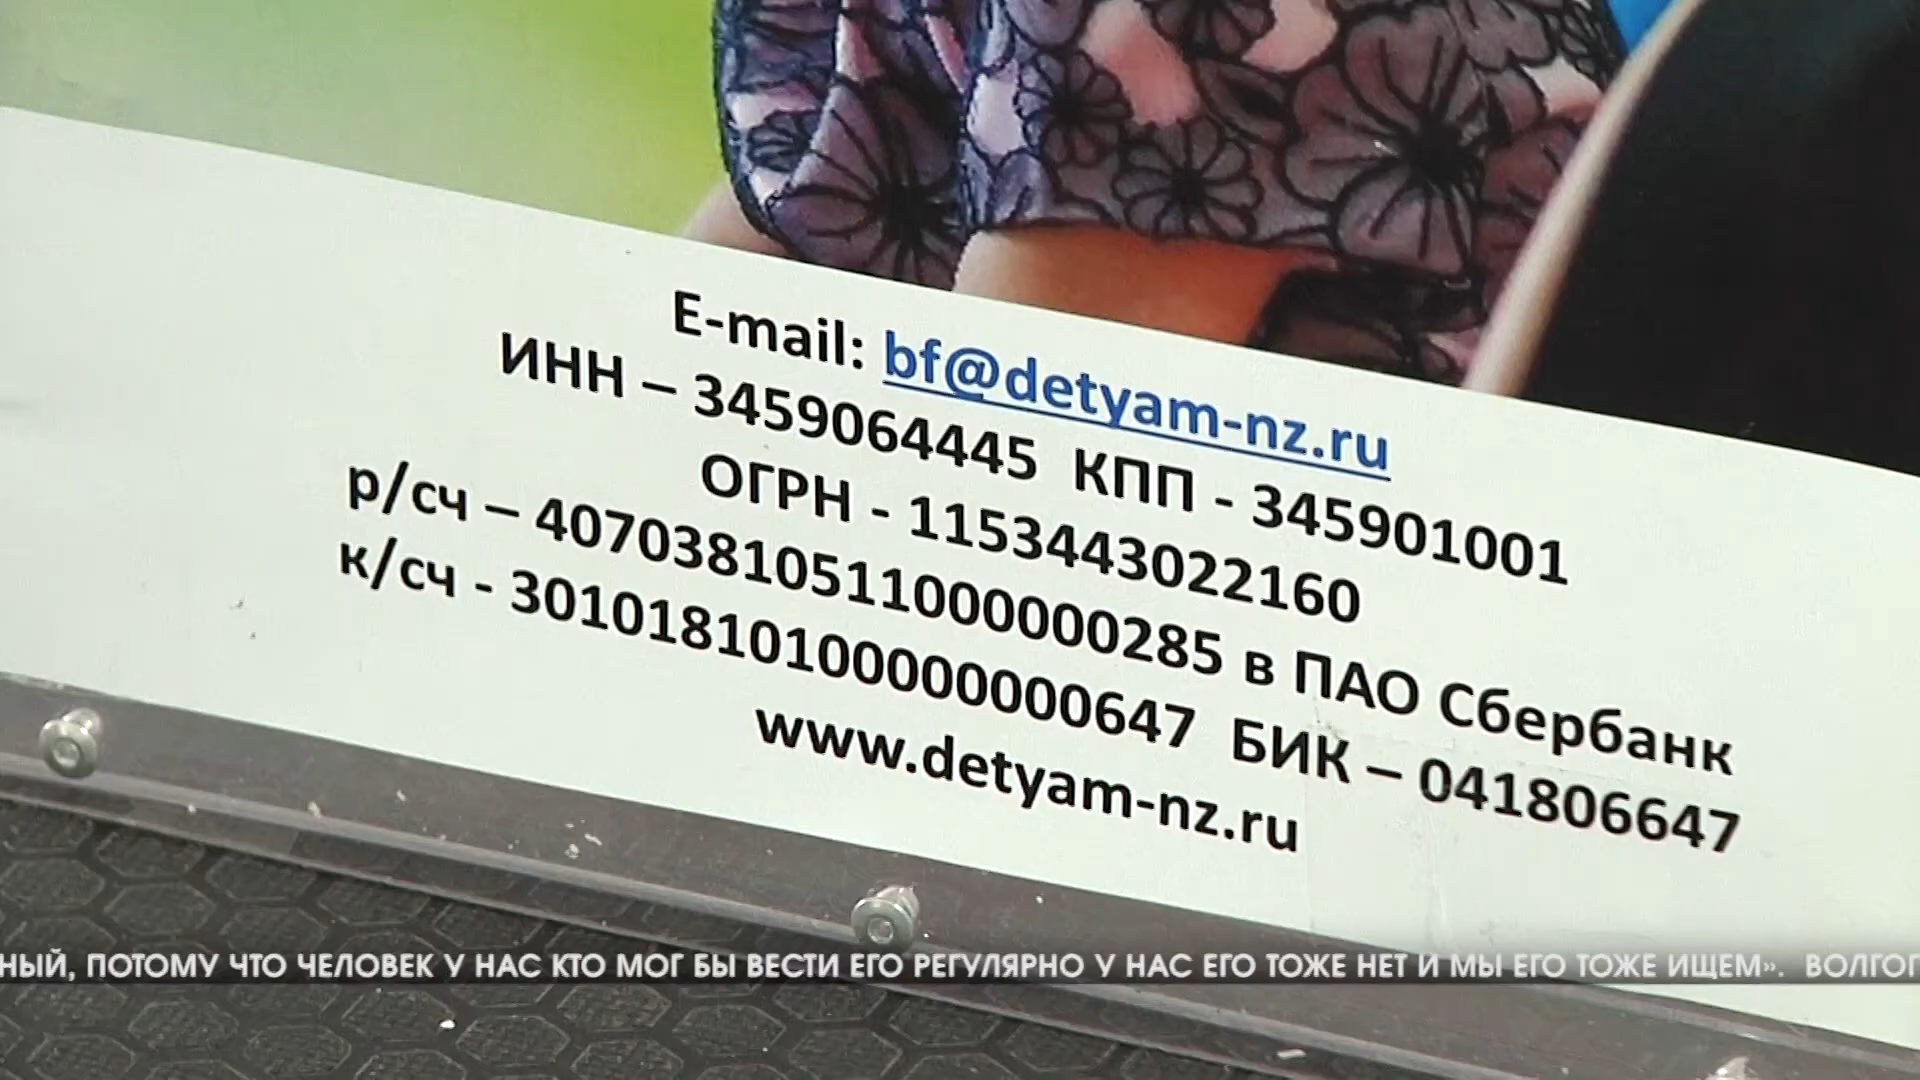 E-mail: bf@detyam-nz.ru
ИНН – 3459064445 КПП - 345901001
ОГРН - 1153443022160
р/сч – 40703810511000000285 в ПАО Сбербанк
к/сч - 30101810100000000647 БИК – 041806647
www.detyam-nz.ru
НЫЙ, ПОТОМУ ЧТО ЧЕЛОВЕК У НАС КТО МОГ БЫ ВЕСТИ ЕГО РЕГУЛЯРНО У НАС ЕГО ТОЖЕ НЕТ И МЫ ЕГО ТОЖЕ ИЩЕМ». ВОЛГОГ